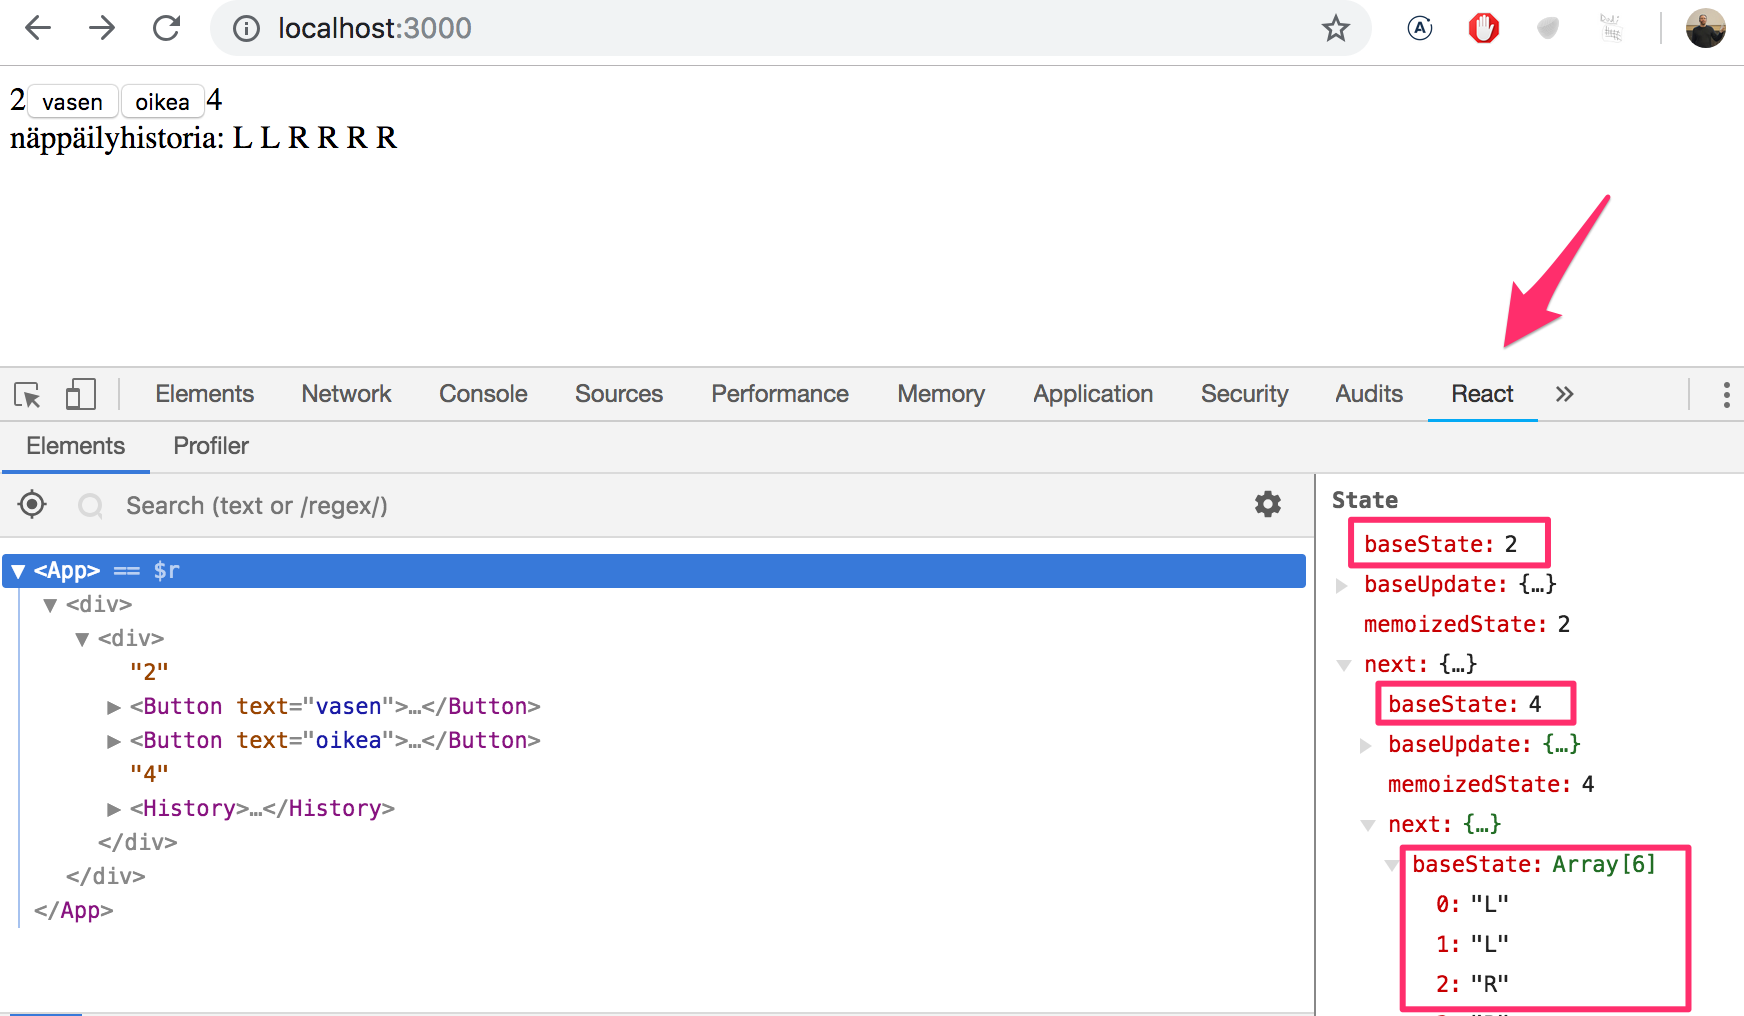 localhost:3000
2 vasen oikea 4
näppäilyhistoria: L L R R R R
Elements Network Console Sources Performance Memory Application Security Audits React »
Elements Profiler
Search (text or /regex/)
▼ <App> == $r
▼ <div>
▼ <div>
"2"
▶ <Button text="vasen">…</Button>
▶ <Button text="oikea">…</Button>
"4"
▶ <History>…</History>
</div>
</div>
</App>
State
baseState: 2
▶ baseUpdate: {…}
memoizedState: 2
▼ next: {…}
baseState: 4
▶ baseUpdate: {…}
memoizedState: 4
▼ next: {…}
▼ baseState: Array[6]
0: "L"
1: "L"
2: "R"